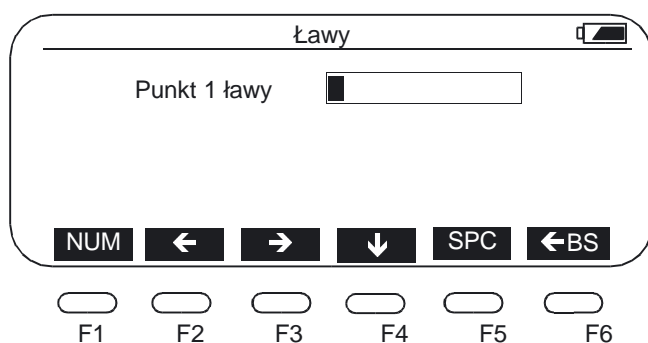 Ławy
Punkt 1 ławy
NUM ← → ↓ SPC ←BS
F1 F2 F3 F4 F5 F6